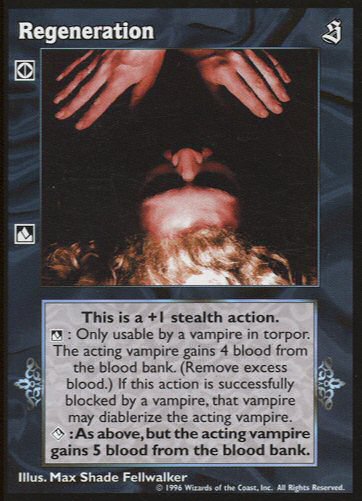 Regeneration
This is a +1 stealth action.
: Only usable by a vampire in torpor.
The acting vampire gains 4 blood from
the blood bank. (Remove excess
blood.) If this action is successfully
blocked by a vampire, that vampire
may diablerize the acting vampire.
:As above, but the acting vampire
gains 5 blood from the blood bank.
Illus. Max Shade Fellwalker
© 1996 Wizards of the Coast, Inc. All Rights Reserved.